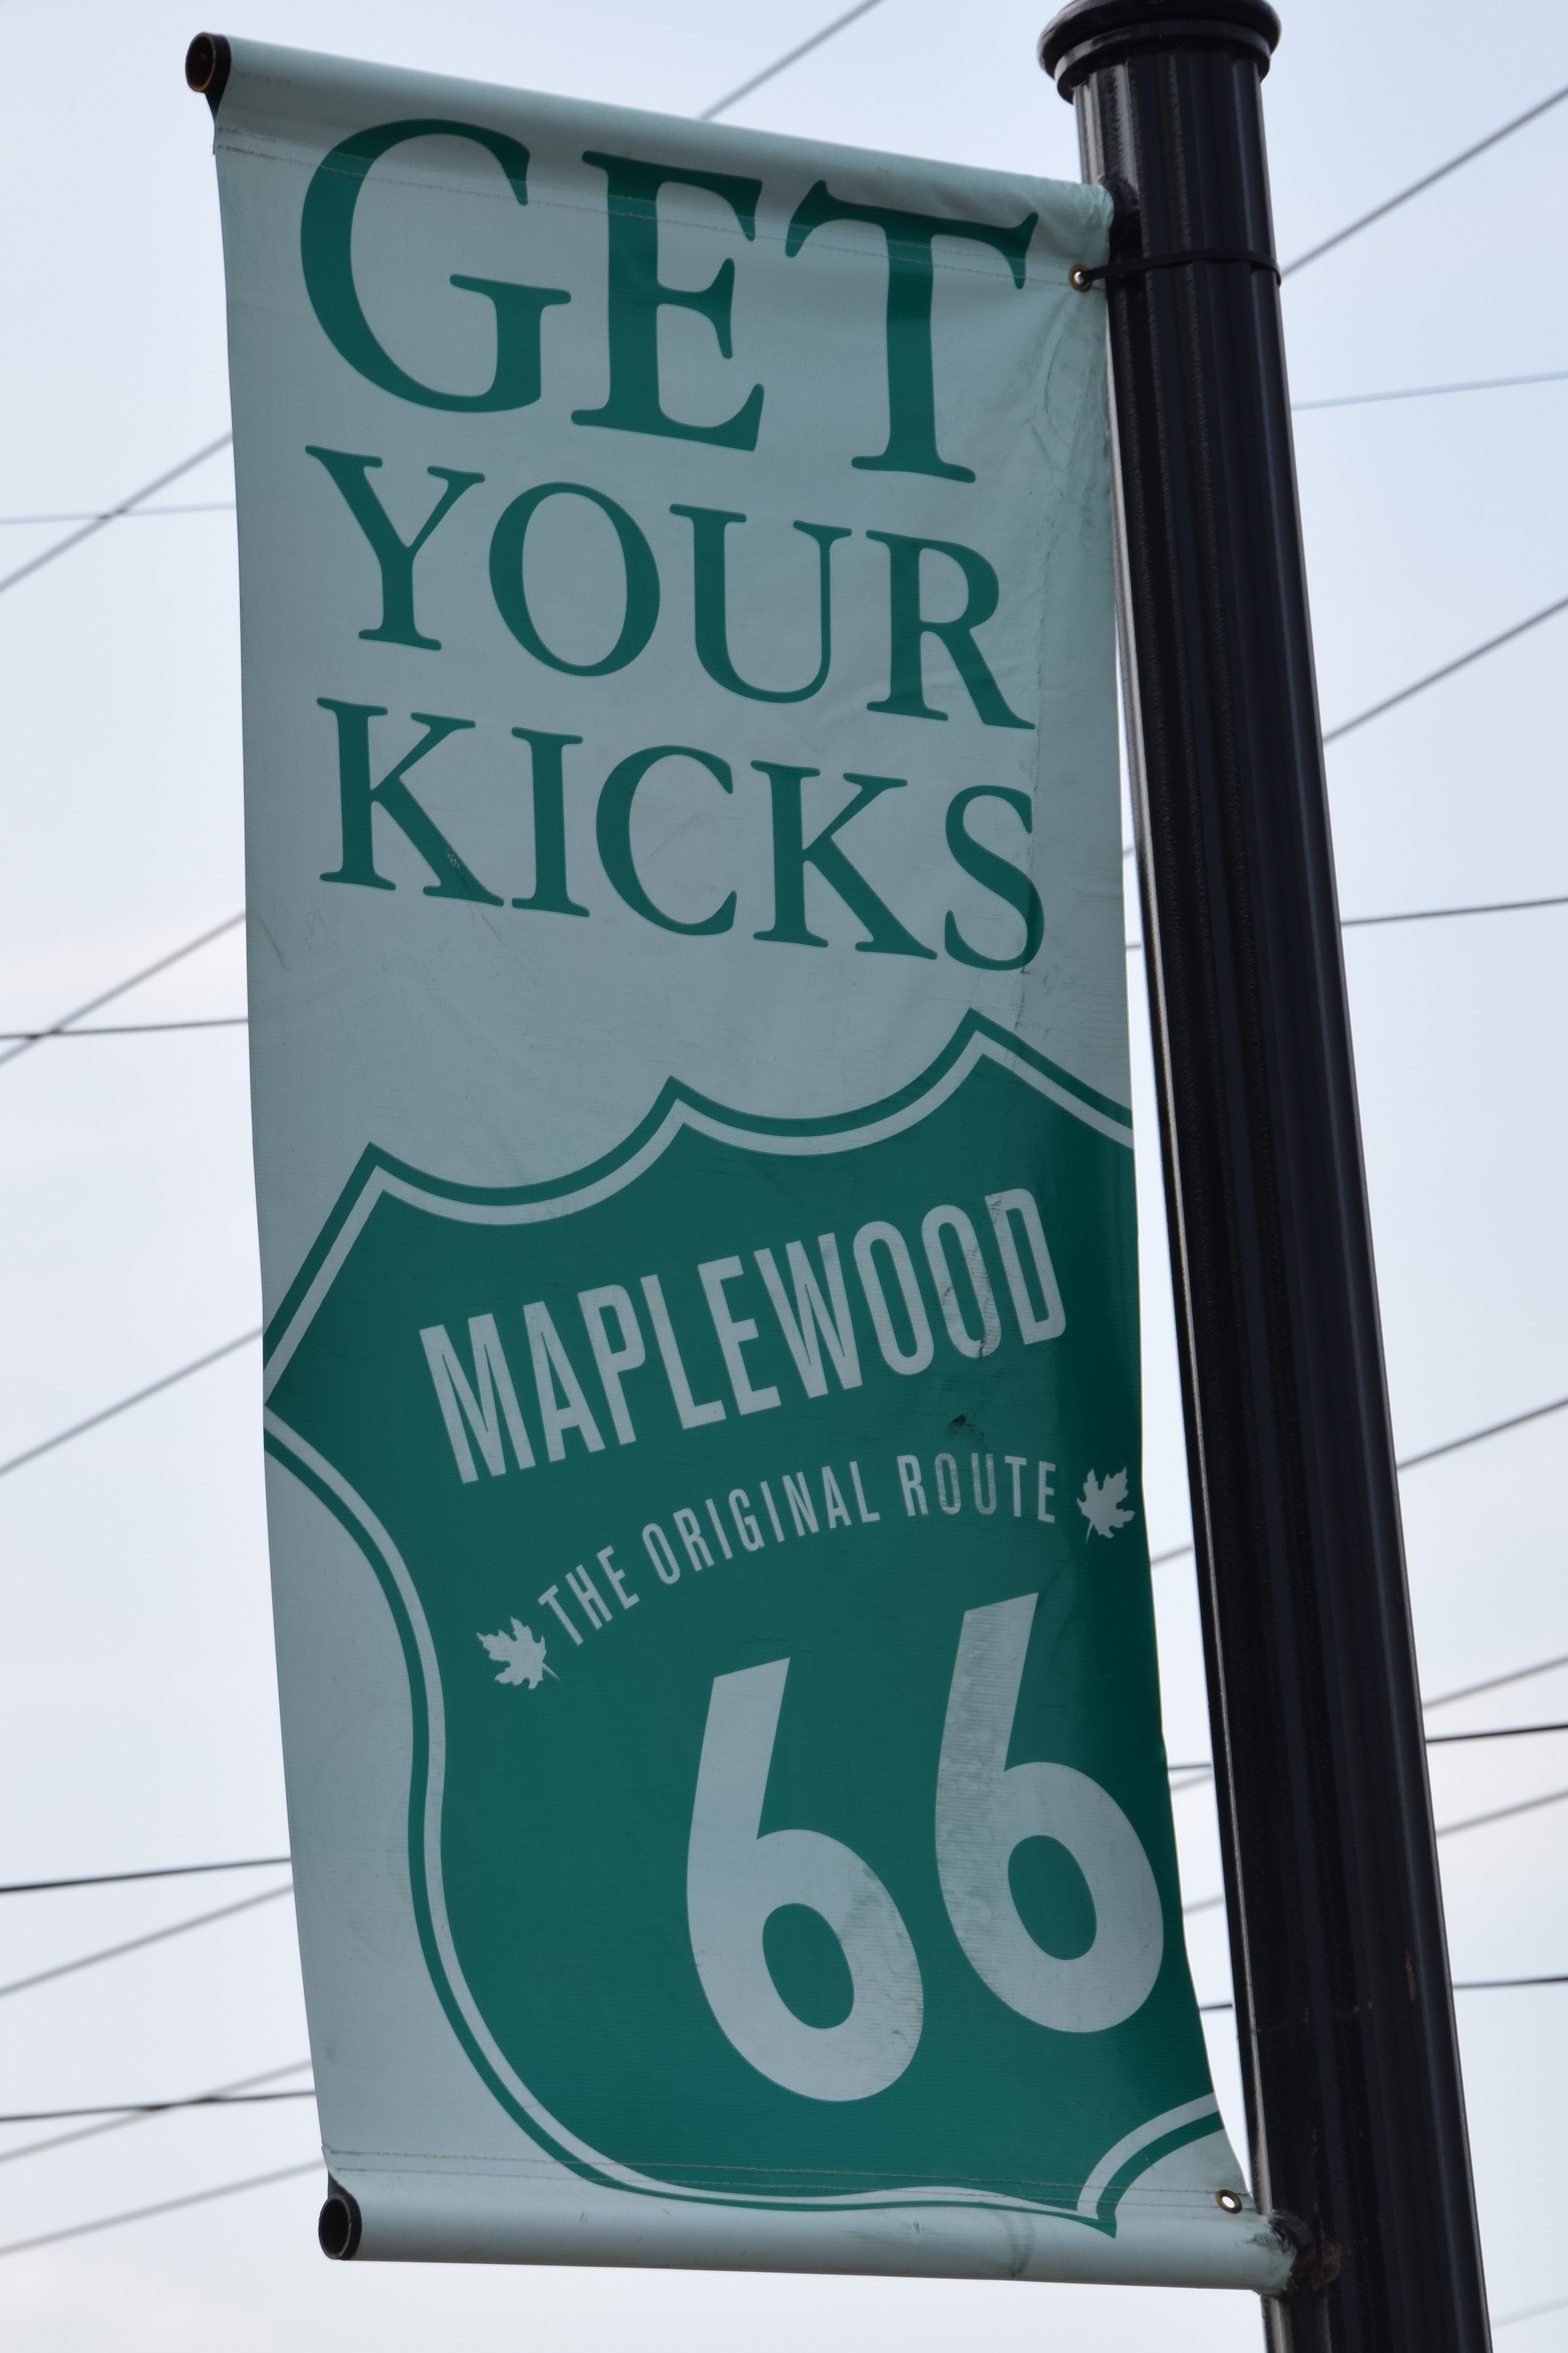 GET
YOUR
KICKS
MAPLEWOOD
THE ORIGINAL ROUTE
66